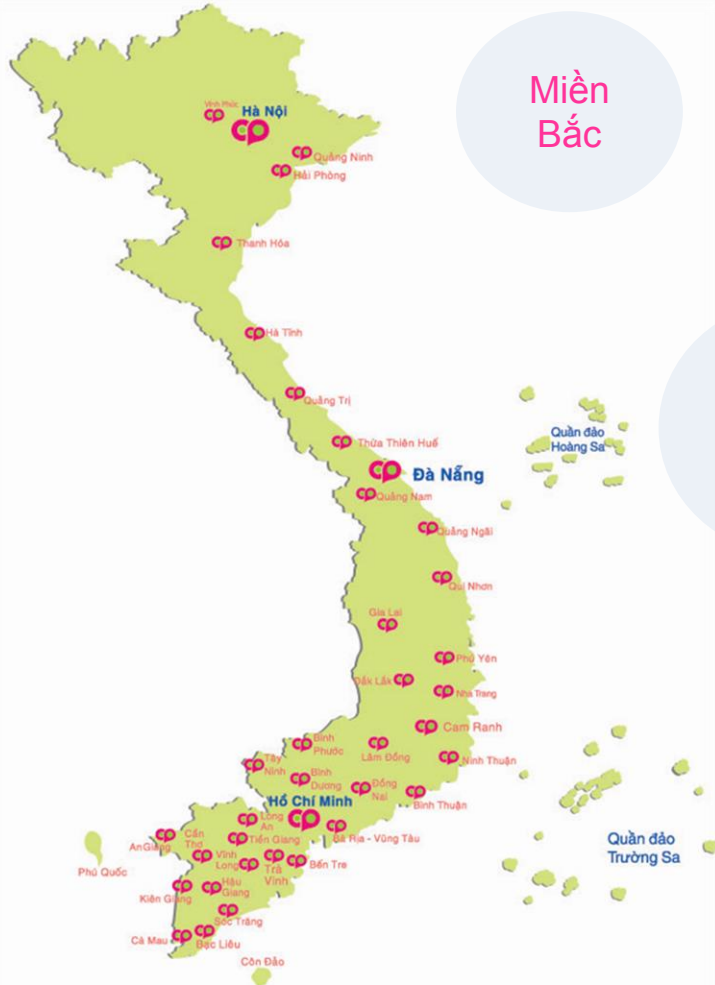 Miền
Bắc
Vĩnh Phúc
Hà Nội
Quảng Ninh
Hải Phòng
Thanh Hóa
Hà Tĩnh
Quảng Trị
Thừa Thiên Huế
Đà Nẵng
Quảng Nam
Quần đảo
Hoàng Sa
Quảng Ngãi
Qui Nhơn
Gia Lai
Phú Yên
Đắk Lắk
Nha Trang
Cam Ranh
Bình
Phước
Lâm Đồng
Ninh Thuận
Tây
Ninh
Bình
Dương
Đồng
Nai
Bình Thuận
Hồ Chí Minh
Long
An
Bà Rịa - Vũng Tàu
AnGiang
Cần
Thơ
Tiền Giang
Vĩnh
Long
Trà
Vinh
Bến Tre
Phú Quốc
Kiên Giang
Hậu
Giang
Sóc Trăng
Cà Mau
Bạc Liêu
Côn Đảo
Quần đảo
Trường Sa